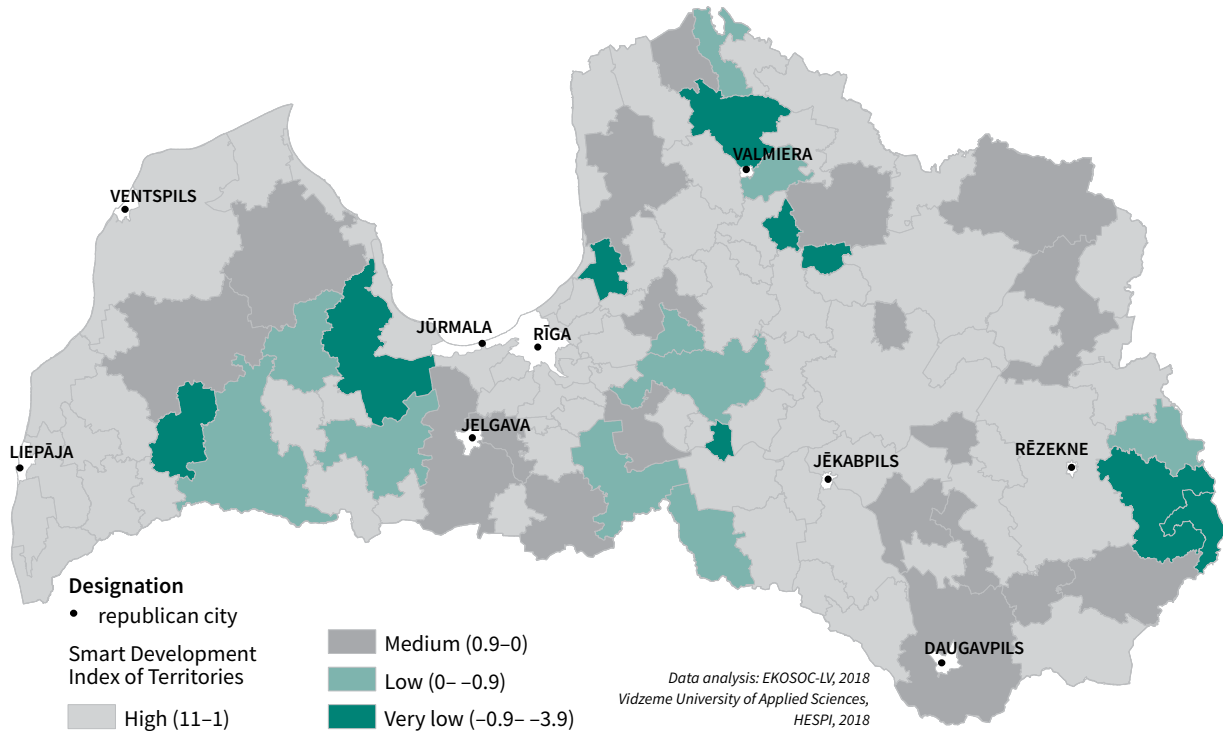 VALMIERA
VENTSPILS
JŪRMALA
RĪGA
JELGAVA
LIEPĀJA
JĒKABPILS
RĒZEKNE
DAUGAVPILS
Designation
republican city
Smart Development
Index of Territories
High (11–1)
Medium (0.9–0)
Low (0– –0.9)
Very low (–0.9– –3.9)
Data analysis: EKOSOC-LV, 2018
Vidzeme University of Applied Sciences,
HESPI, 2018